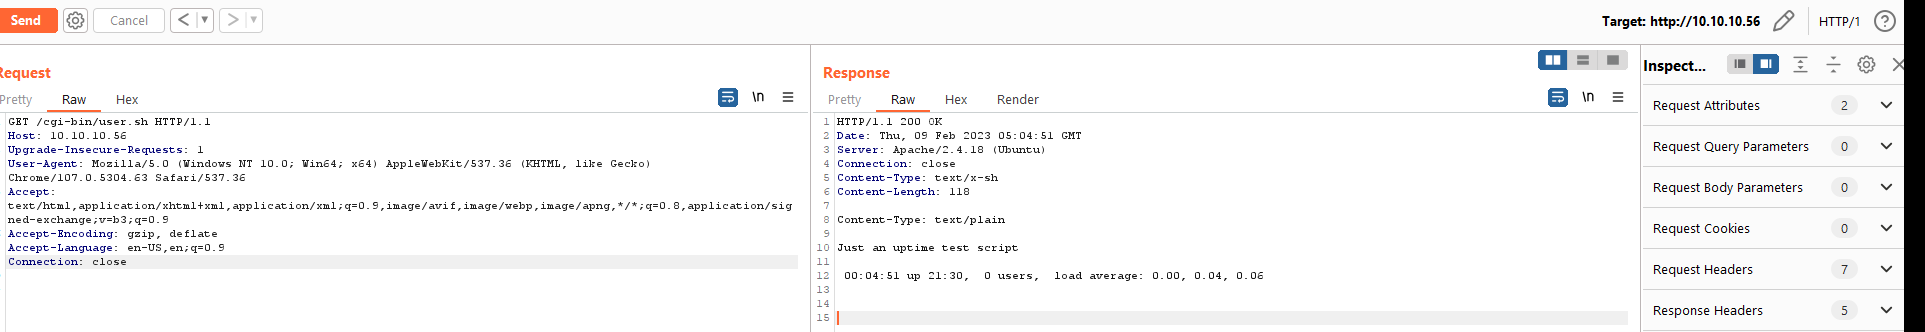 Send Cancel < > Target: http://10.10.10.56 HTTP/1 ?
Request
Pretty Raw Hex \n
GET /cgi-bin/user.sh HTTP/1.1
Host: 10.10.10.56
Upgrade-Insecure-Requests: 1
User-Agent: Mozilla/5.0 (Windows NT 10.0; Win64; x64) AppleWebKit/537.36 (KHTML, like Gecko)
Chrome/107.0.5304.63 Safari/537.36
Accept:
text/html,application/xhtml+xml,application/xml;q=0.9,image/avif,image/webp,image/apng,*/*;q=0.8,application/sig
ned-exchange;v=b3;q=0.9
Accept-Encoding: gzip, deflate
Accept-Language: en-US,en;q=0.9
Connection: close
Response
Pretty Raw Hex Render \n
1 HTTP/1.1 200 OK
2 Date: Thu, 09 Feb 2023 05:04:51 GMT
3 Server: Apache/2.4.18 (Ubuntu)
4 Connection: close
5 Content-Type: text/x-sh
6 Content-Length: 118
7
8 Content-Type: text/plain
9
10 Just an uptime test script
11
12 00:04:51 up 21:30, 0 users, load average: 0.00, 0.04, 0.06
13
14
15
Inspect...
Request Attributes 2
Request Query Parameters 0
Request Body Parameters 0
Request Cookies 0
Request Headers 7
Response Headers 5